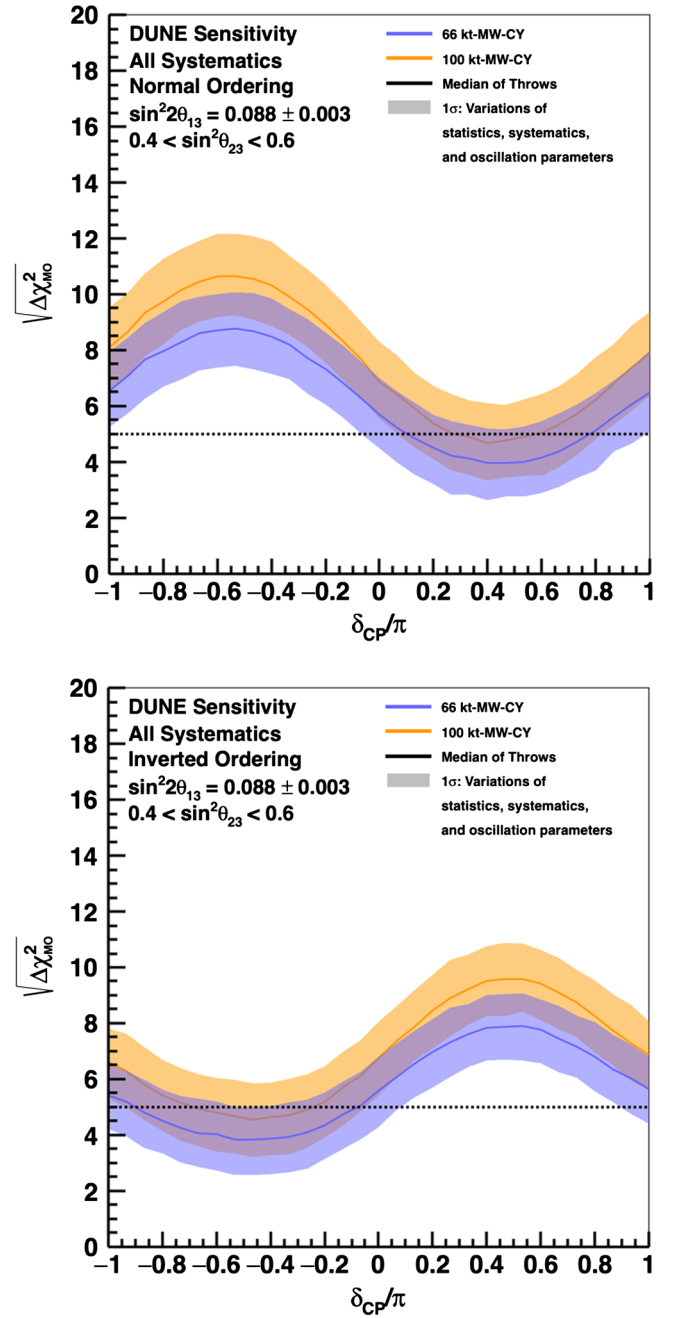 DUNE Sensitivity
All Systematics
Normal Ordering
sin²2θ₁₃ = 0.088 ± 0.003
0.4 < sin²θ₂₃ < 0.6
66 kt-MW-CY
100 kt-MW-CY
Median of Throws
1σ: Variations of
statistics, systematics,
and oscillation parameters
20
18
16
14
12
10
8
6
4
2
0
√Δχ²MO
−1 −0.8 −0.6 −0.4 −0.2 0 0.2 0.4 0.6 0.8 1
δCP/π
DUNE Sensitivity
All Systematics
Inverted Ordering
sin²2θ₁₃ = 0.088 ± 0.003
0.4 < sin²θ₂₃ < 0.6
66 kt-MW-CY
100 kt-MW-CY
Median of Throws
1σ: Variations of
statistics, systematics,
and oscillation parameters
20
18
16
14
12
10
8
6
4
2
0
√Δχ²MO
−1 −0.8 −0.6 −0.4 −0.2 0 0.2 0.4 0.6 0.8 1
δCP/π